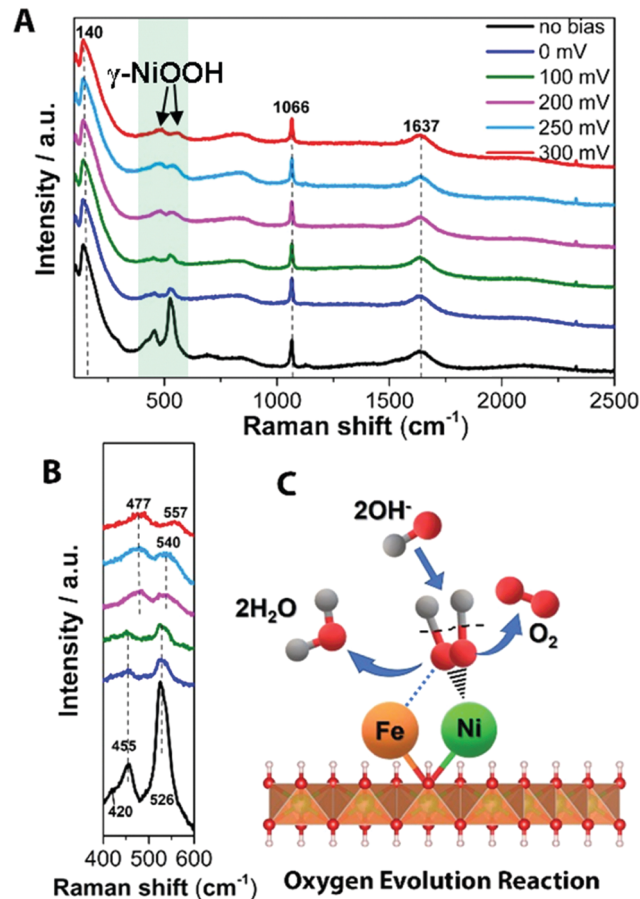 A
140
γ-NiOOH
1066
1637
no bias
0 mV
100 mV
200 mV
250 mV
300 mV
Intensity / a.u.
500
1000
1500
2000
2500
Raman shift (cm⁻¹)
B
477
557
540
455
526
420
Intensity / a.u.
400
500
600
Raman shift (cm⁻¹)
C
2OH⁻
2H₂O
O₂
Fe
Ni
Oxygen Evolution Reaction